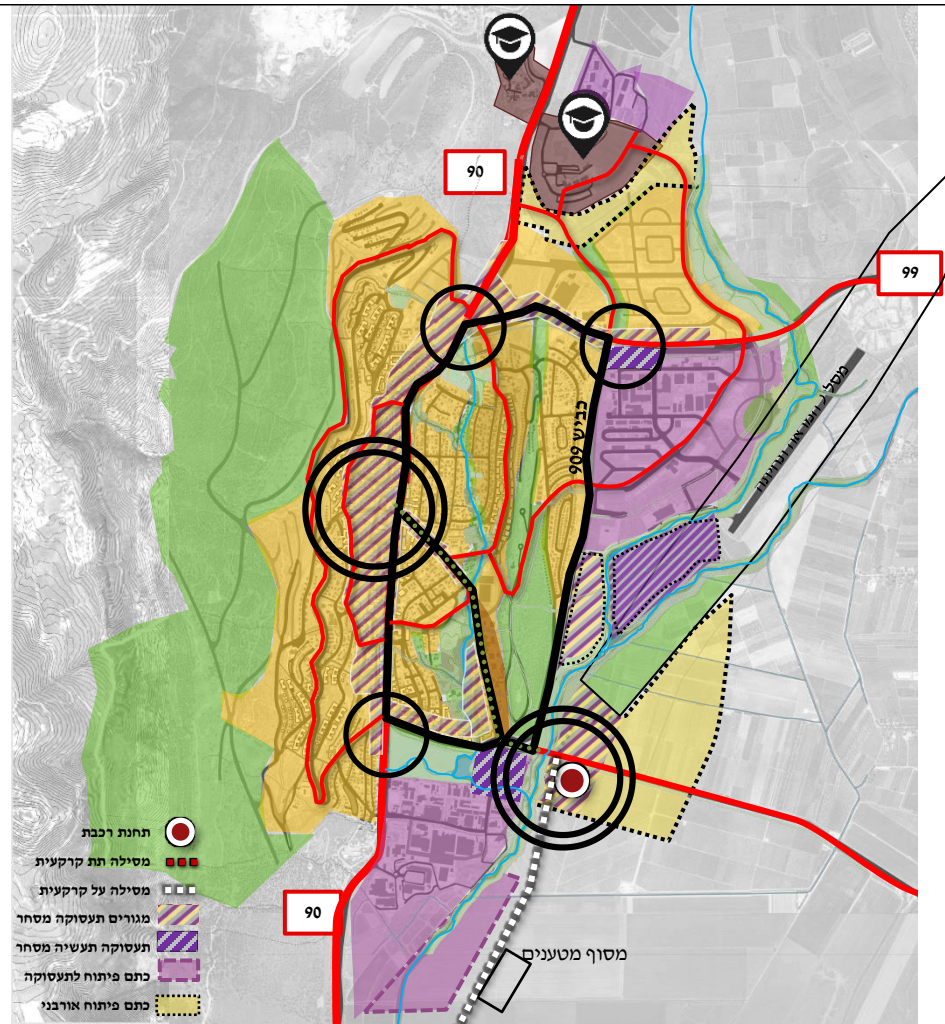 90
99
כביש 909
90
תחנת רכבת
מסילה תת קרקעית
מסילה על קרקעית
מגורים תעסוקה מסחר
תעסוקה תעשיה מסחר
כתם פיתוח לתעסוקה
כתם פיתוח אורבני
מסוף מטענים